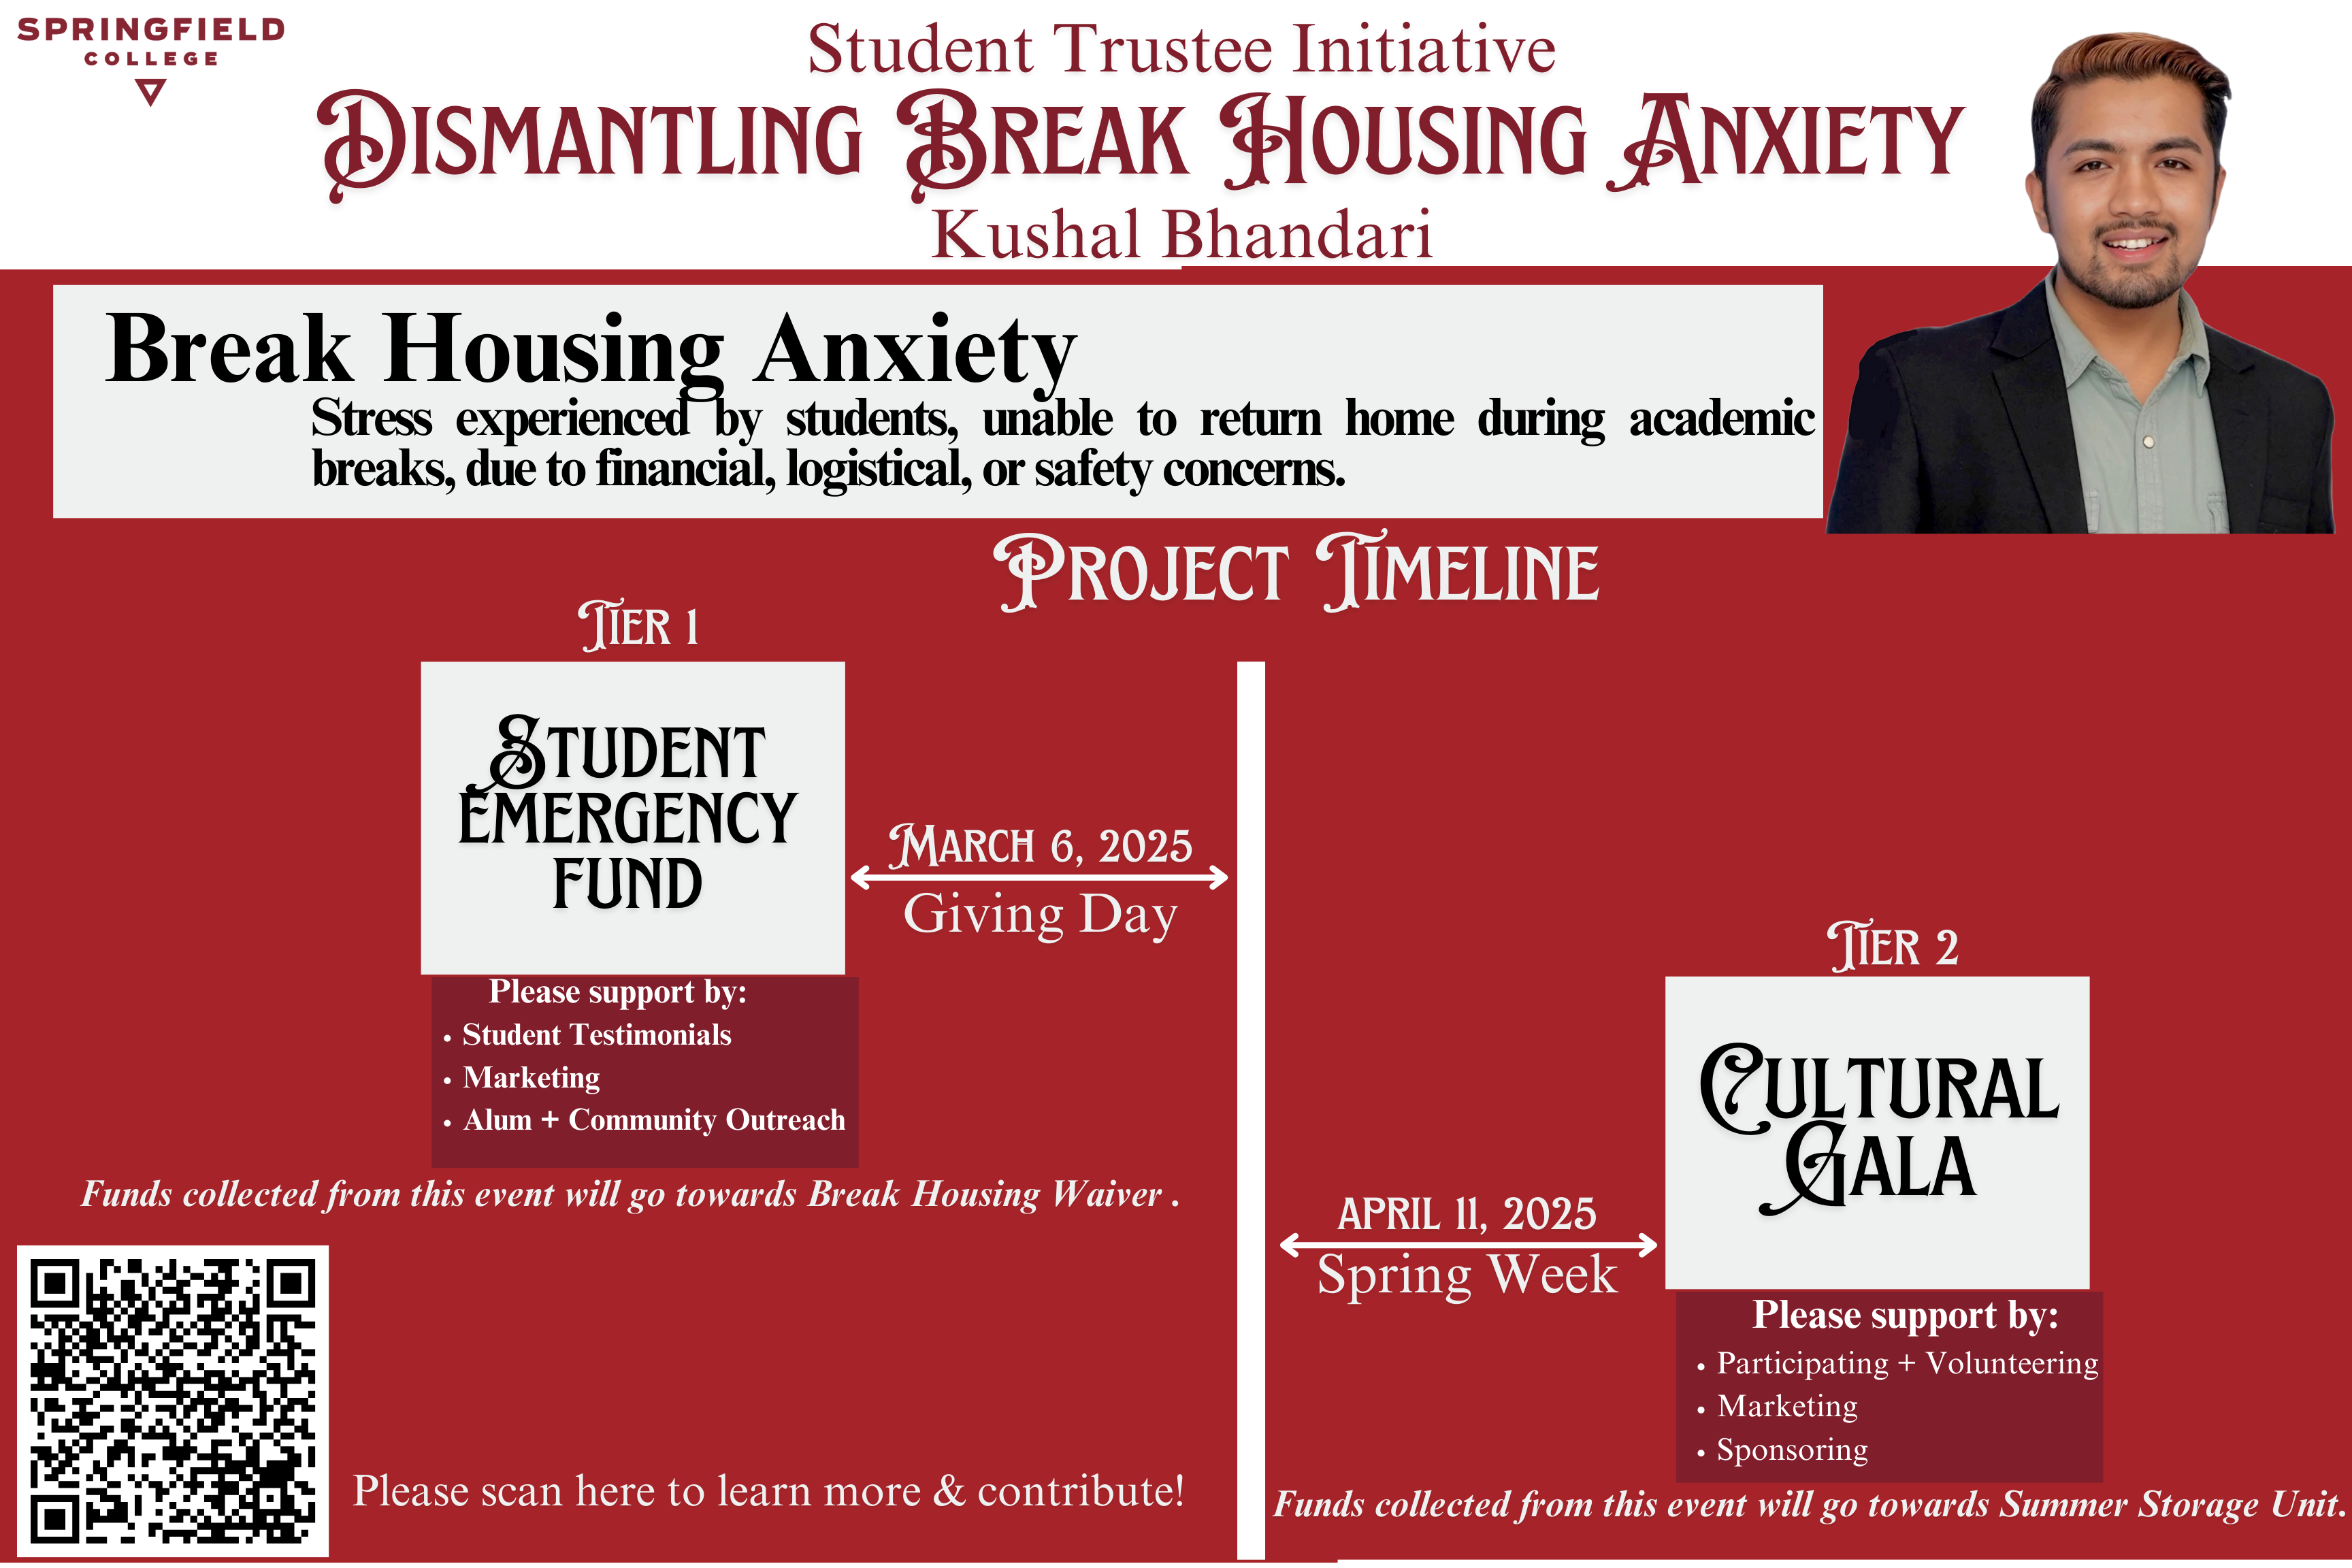 SPRINGFIELD
COLLEGE
Student Trustee Initiative
DISMANTLING BREAK HOUSING ANXIETY
Kushal Bhandari
Break Housing Anxiety
Stress experienced by students, unable to return home during academic
breaks, due to financial, logistical, or safety concerns.
PROJECT TIMELINE
TIER 1
STUDENT
EMERGENCY
FUND
MARCH 6, 2025
Giving Day
Please support by:
• Student Testimonials
• Marketing
• Alum + Community Outreach
Funds collected from this event will go towards Break Housing Waiver .
TIER 2
CULTURAL
GALA
APRIL 11, 2025
Spring Week
Please support by:
• Participating + Volunteering
• Marketing
• Sponsoring
Funds collected from this event will go towards Summer Storage Unit.
Please scan here to learn more & contribute!